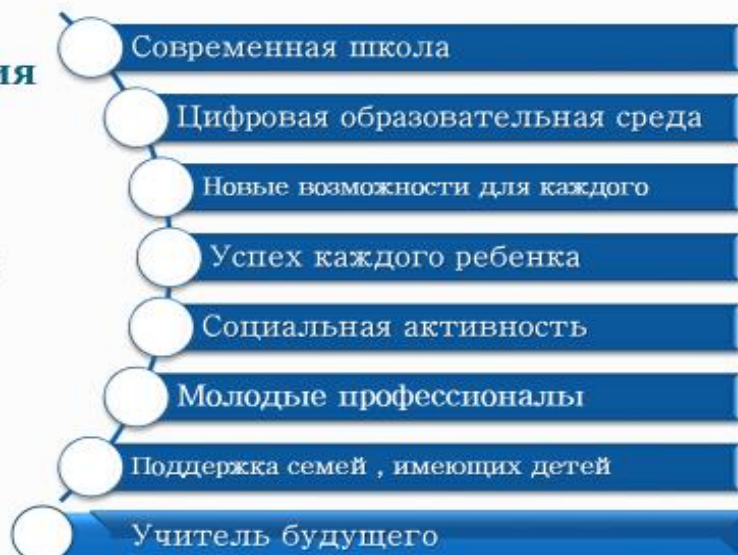 Современная школа
ия
Цифровая образовательная среда
Новые возможности для каждого
Успех каждого ребенка
Социальная активность
Молодые профессионалы
Поддержка семей , имеющих детей
Учитель будущего